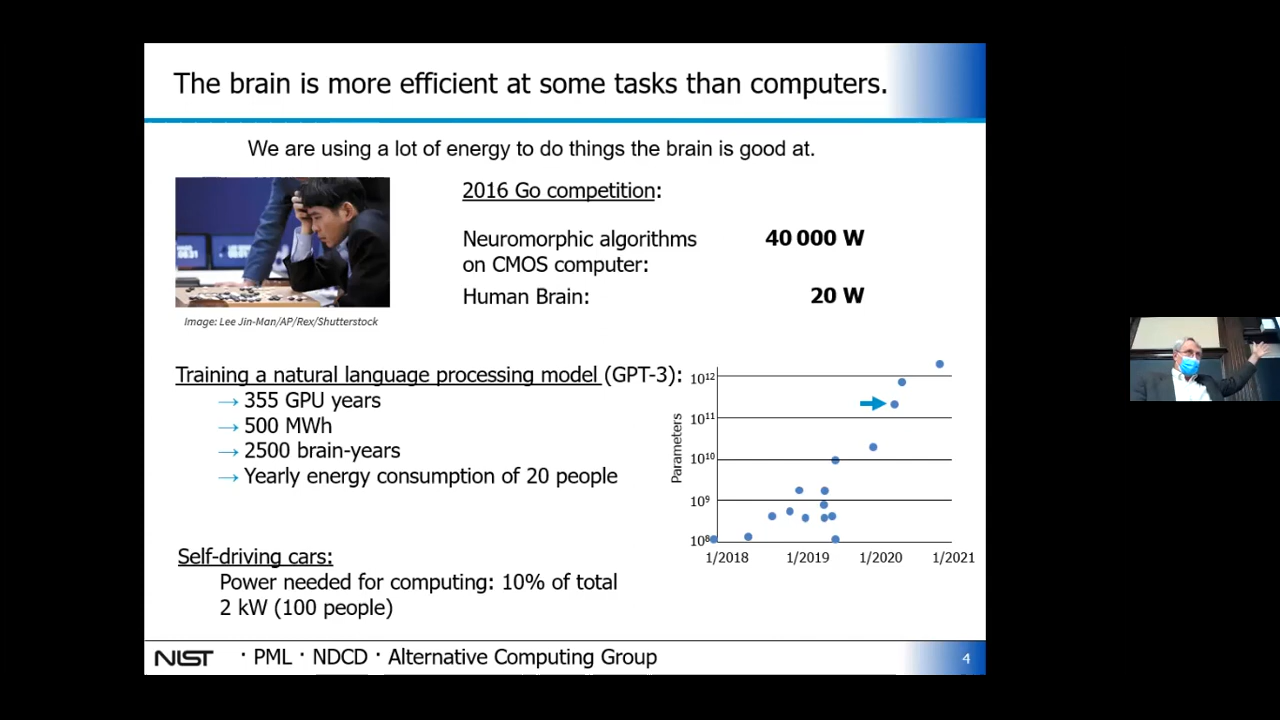 The brain is more efficient at some tasks than computers.
We are using a lot of energy to do things the brain is good at.
2016 Go competition:
Neuromorphic algorithms 40 000 W
on CMOS computer:
Human Brain: 20 W
Image: Lee Jin-Man/AP/Rex/Shutterstock
Training a natural language processing model (GPT-3):
→ 355 GPU years
→ 500 MWh
→ 2500 brain-years
→ Yearly energy consumption of 20 people
Parameters
10¹²
10¹¹
10¹⁰
10⁹
10⁸
1/2018 1/2019 1/2020 1/2021
Self-driving cars:
Power needed for computing: 10% of total
2 kW (100 people)
NIST · PML · NDCD · Alternative Computing Group 4